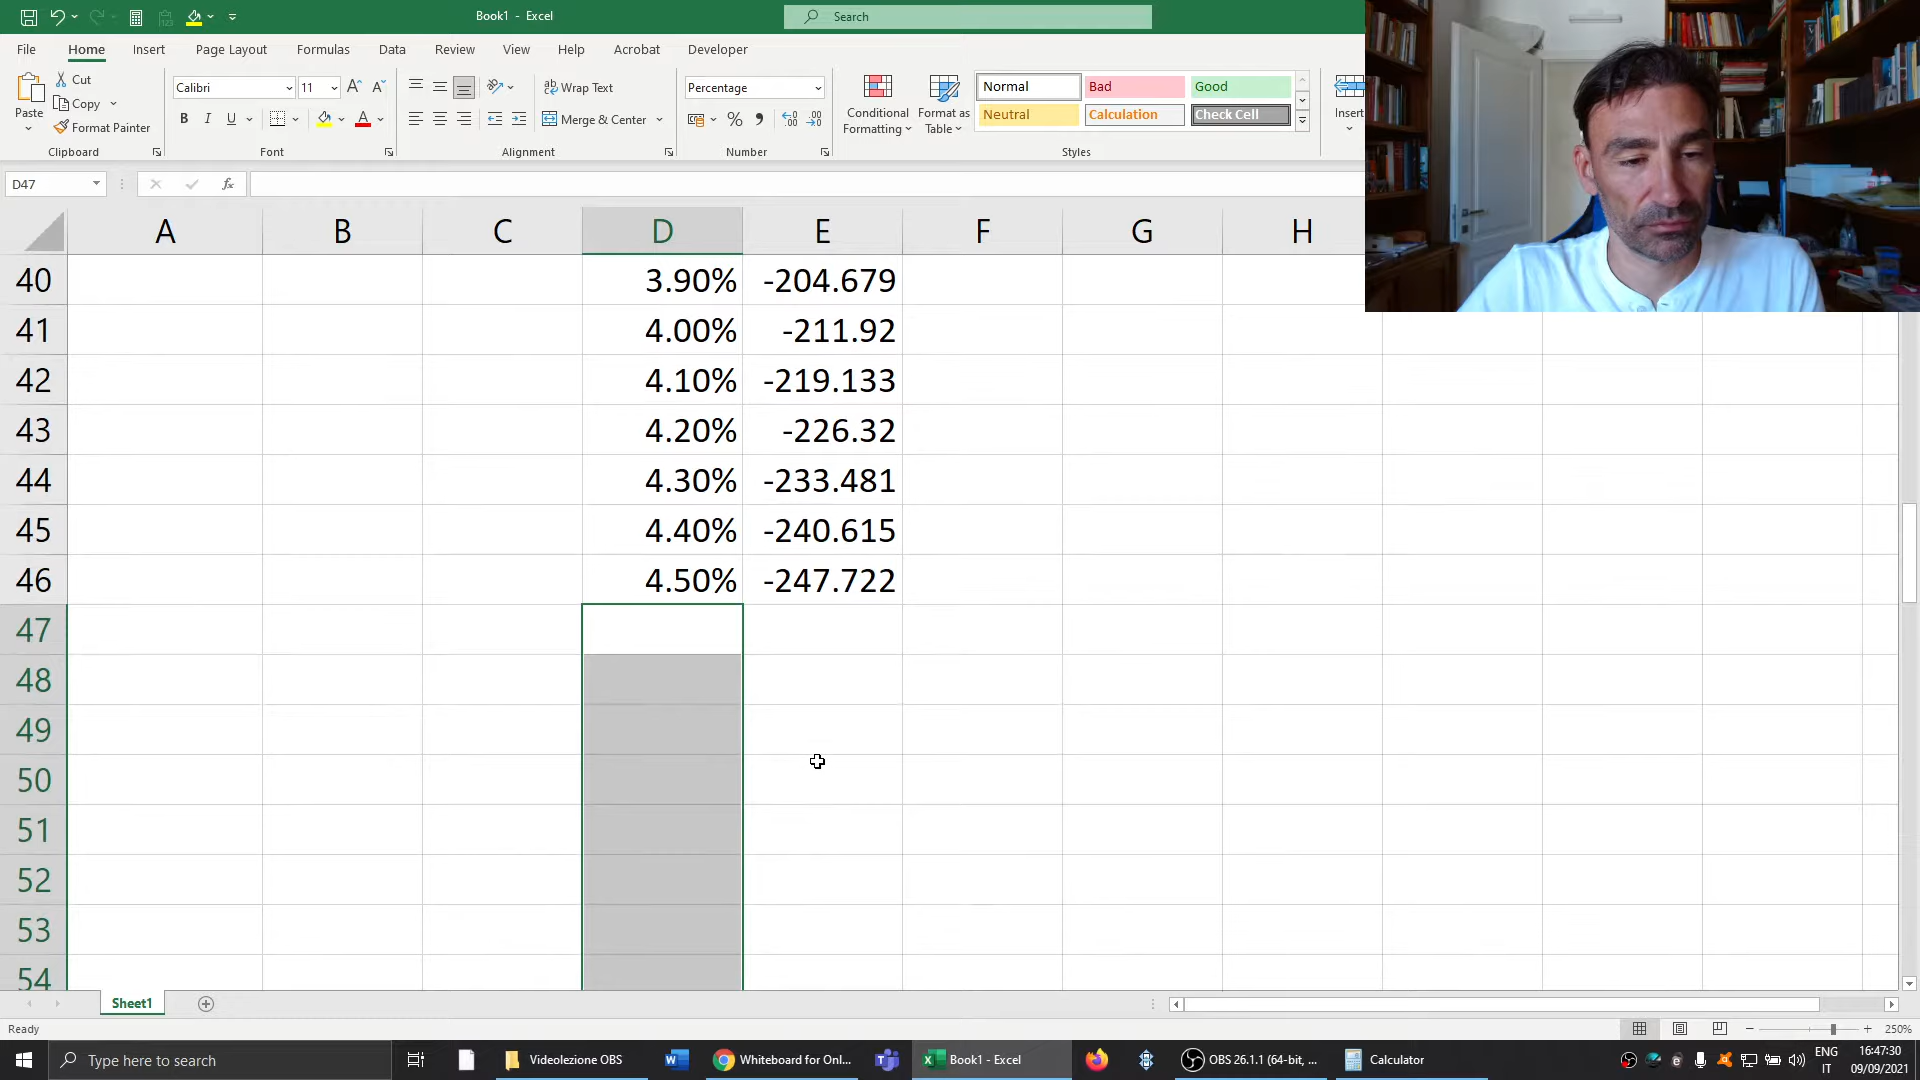 Book1 - Excel
Search
File Home Insert Page Layout Formulas Data Review View Help Acrobat Developer
Paste
Cut
Copy
Format Painter
Clipboard
Calibri 11
B I U
Font
Wrap Text
Merge & Center
Alignment
Percentage
Number
Conditional Formatting
Format as Table
Normal Bad Good
Neutral Calculation Check Cell
Styles
Insert
D47
fx
A B C D E F G H
40 3.90% -204.679
41 4.00% -211.92
42 4.10% -219.133
43 4.20% -226.32
44 4.30% -233.481
45 4.40% -240.615
46 4.50% -247.722
47
48
49
50
51
52
53
54
Sheet1
Ready
250%
Type here to search
Videolezione OBS
Whiteboard for Onl...
Book1 - Excel
OBS 26.1.1 (64-bit, ...
Calculator
ENG
IT
16:47:30
09/09/2021